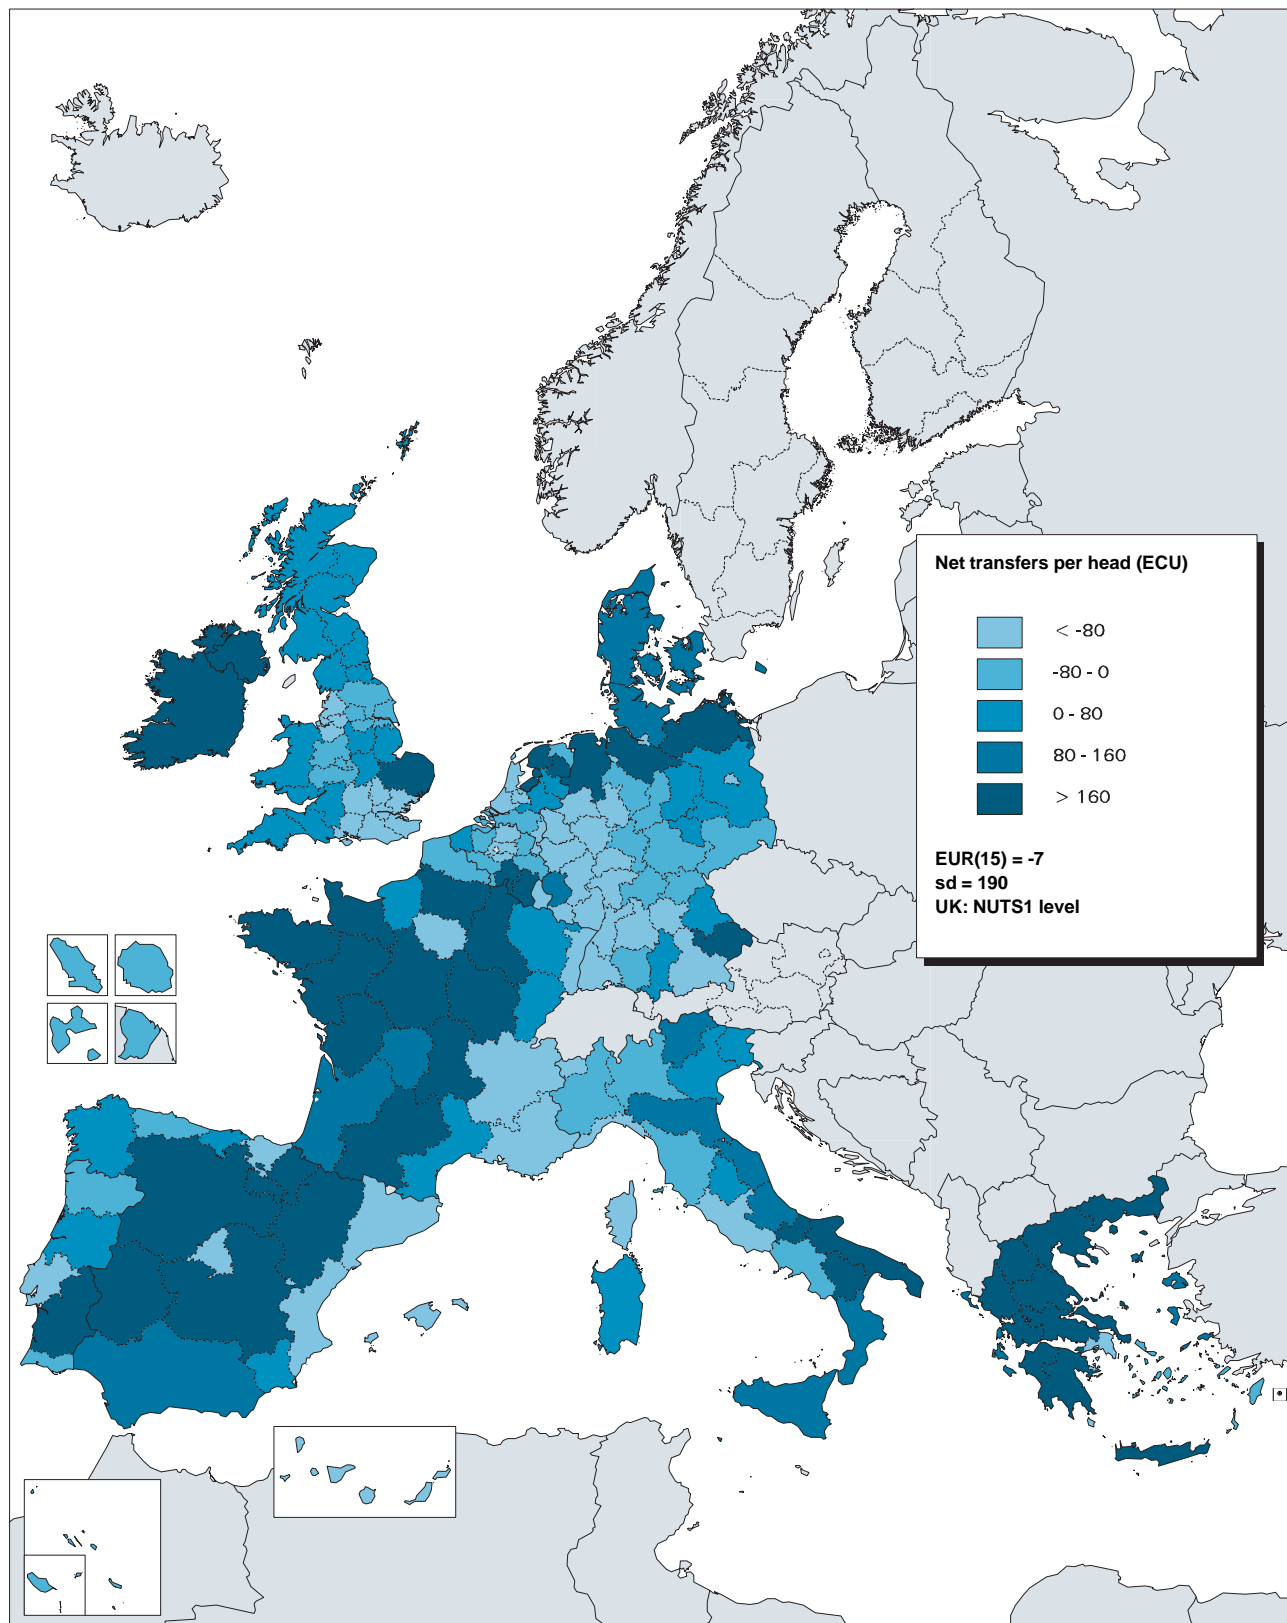 Net transfers per head (ECU)
< -80
-80 - 0
0 - 80
80 - 160
> 160
EUR(15) = -7
sd = 190
UK: NUTS1 level